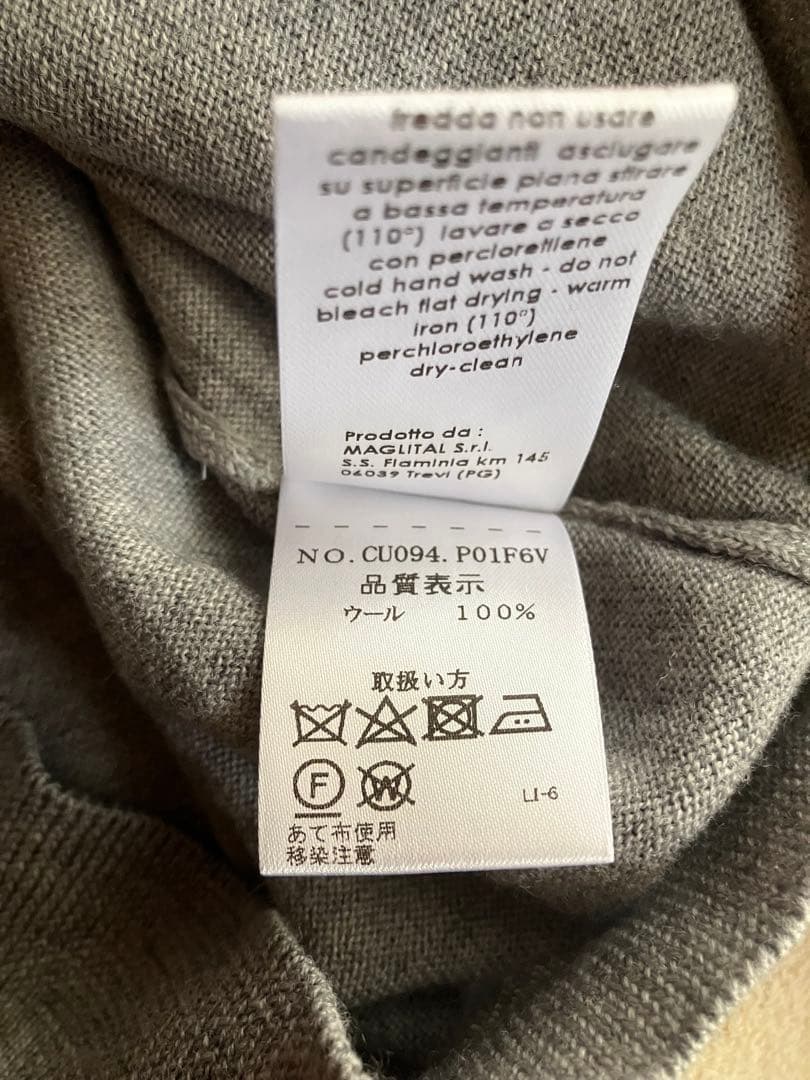 fredda non usare
candeggianti asciugare
su superficie piana stirare
a bassa temperatura
(110°) lavare a secco
con percloretilene
cold hand wash - do not
bleach flat drying - warm
iron (110°)
perchloroethylene
dry-clean
Prodotto da :
MAGLITAL S.r.l.
S.S. Flaminia km 145
06039 Trevi (PG)
NO.CU094.P01F6V
品質表示
ウール 100%
取扱い方
F W
LI-6
あて布使用
移染注意